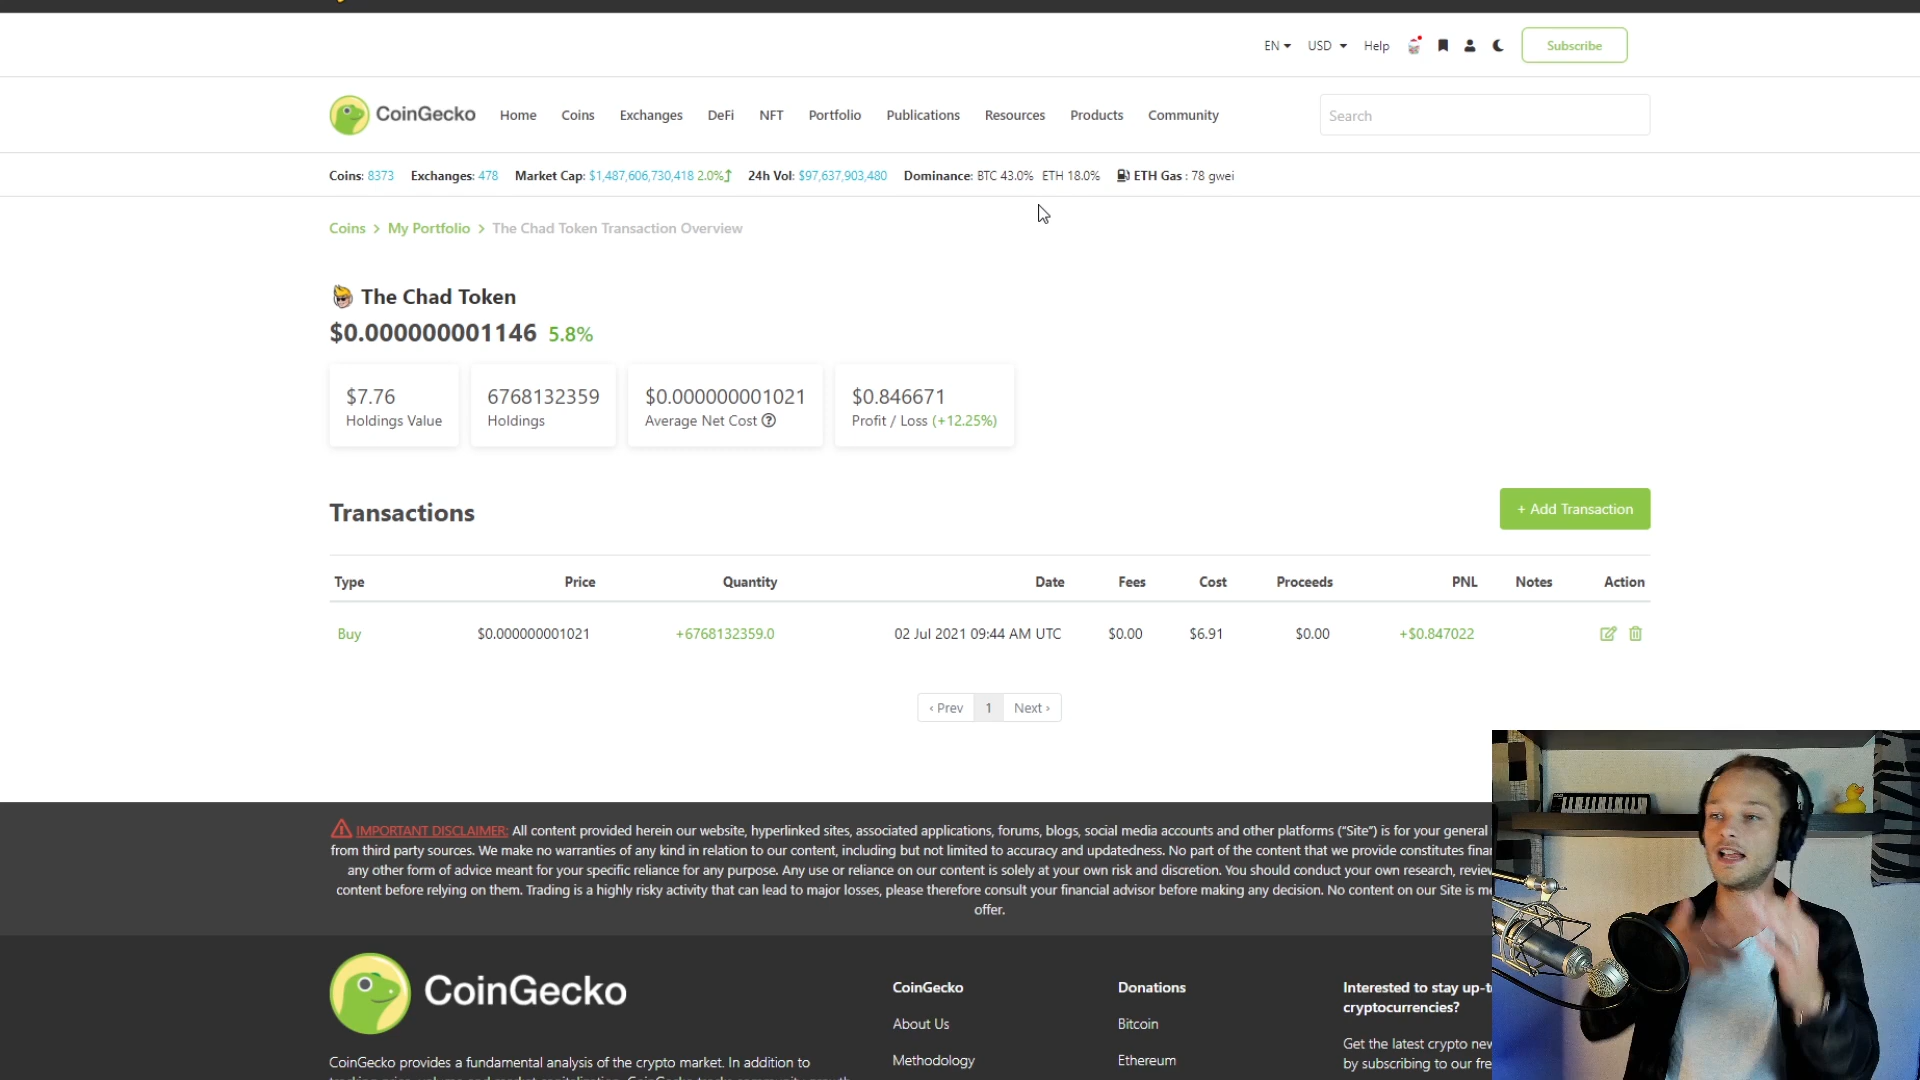 EN USD Help Subscribe
CoinGecko Home Coins Exchanges DeFi NFT Portfolio Publications Resources Products Community Search
Coins: 8373 Exchanges: 478 Market Cap: $1,487,606,730,418 2.0% 24h Vol: $97,637,903,480 Dominance: BTC 43.0% ETH 18.0% ETH Gas : 78 gwei
Coins > My Portfolio > The Chad Token Transaction Overview
The Chad Token
$0.000000001146 5.8%
$7.76 6768132359 $0.000000001021 $0.846671
Holdings Value Holdings Average Net Cost Profit / Loss (+12.25%)
Transactions + Add Transaction
Type Price Quantity Date Fees Cost Proceeds PNL Notes Action
Buy $0.000000001021 +6768132359.0 02 Jul 2021 09:44 AM UTC $0.00 $6.91 $0.00 +$0.847022
‹ Prev 1 Next ›
IMPORTANT DISCLAIMER: All content provided herein our website, hyperlinked sites, associated applications, forums, blogs, social media accounts and other platforms ("Site") is for your general
from third party sources. We make no warranties of any kind in relation to our content, including but not limited to accuracy and updatedness. No part of the content that we provide constitutes
any other form of advice meant for your specific reliance for any purpose. Any use or reliance on our content is solely at your own risk and discretion. You should conduct your own research,
content before relying on them. Trading is a highly risky activity that can lead to major losses, please therefore consult your financial advisor before making any decision. No content on our Site is
offer.
CoinGecko
CoinGecko Donations Interested to stay
cryptocurrencies?
About Us Bitcoin
Get the latest crypto
Methodology Ethereum by subscribing to our
CoinGecko provides a fundamental analysis of the crypto market. In addition to